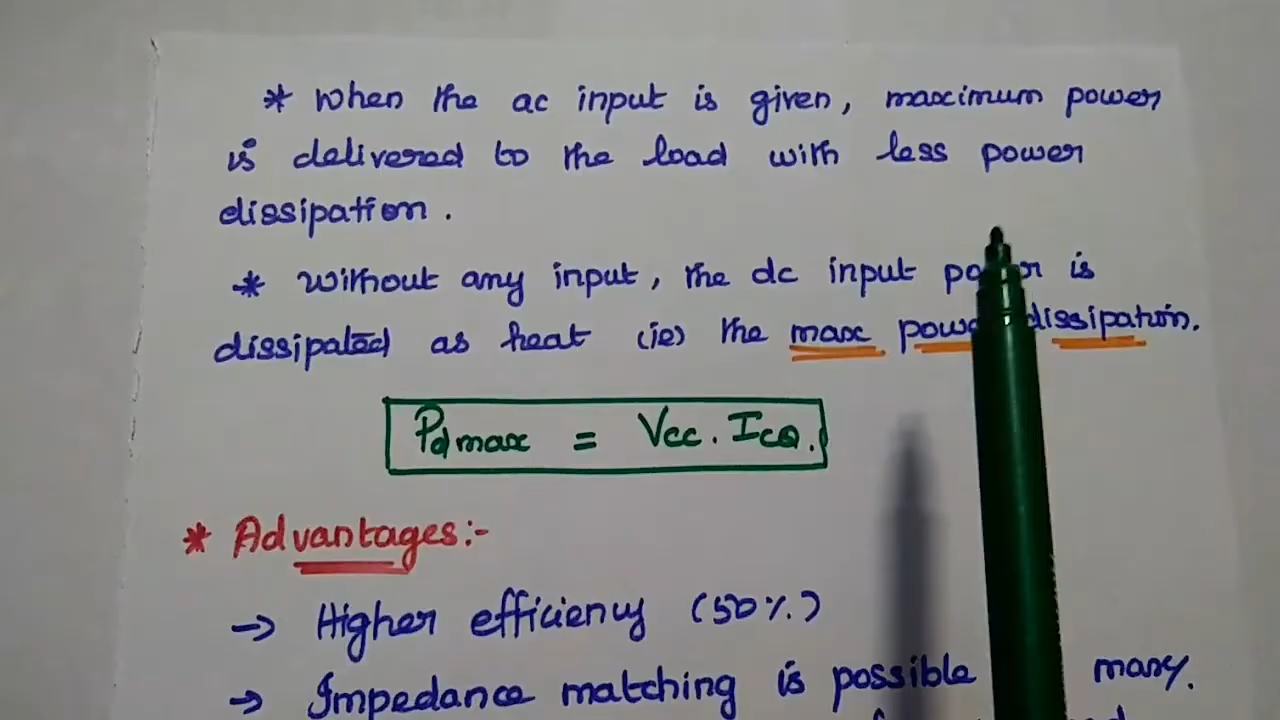 * When the ac input is given, maximum power
is delivered to the load with less power
dissipation.
* Without any input, the dc input power is
dissipated as heat (ie) the max power dissipation.
Pdmax = Vcc . ICQ.
* Advantages:-
→ Higher efficiency (50%)
→ Impedance matching is possible many.